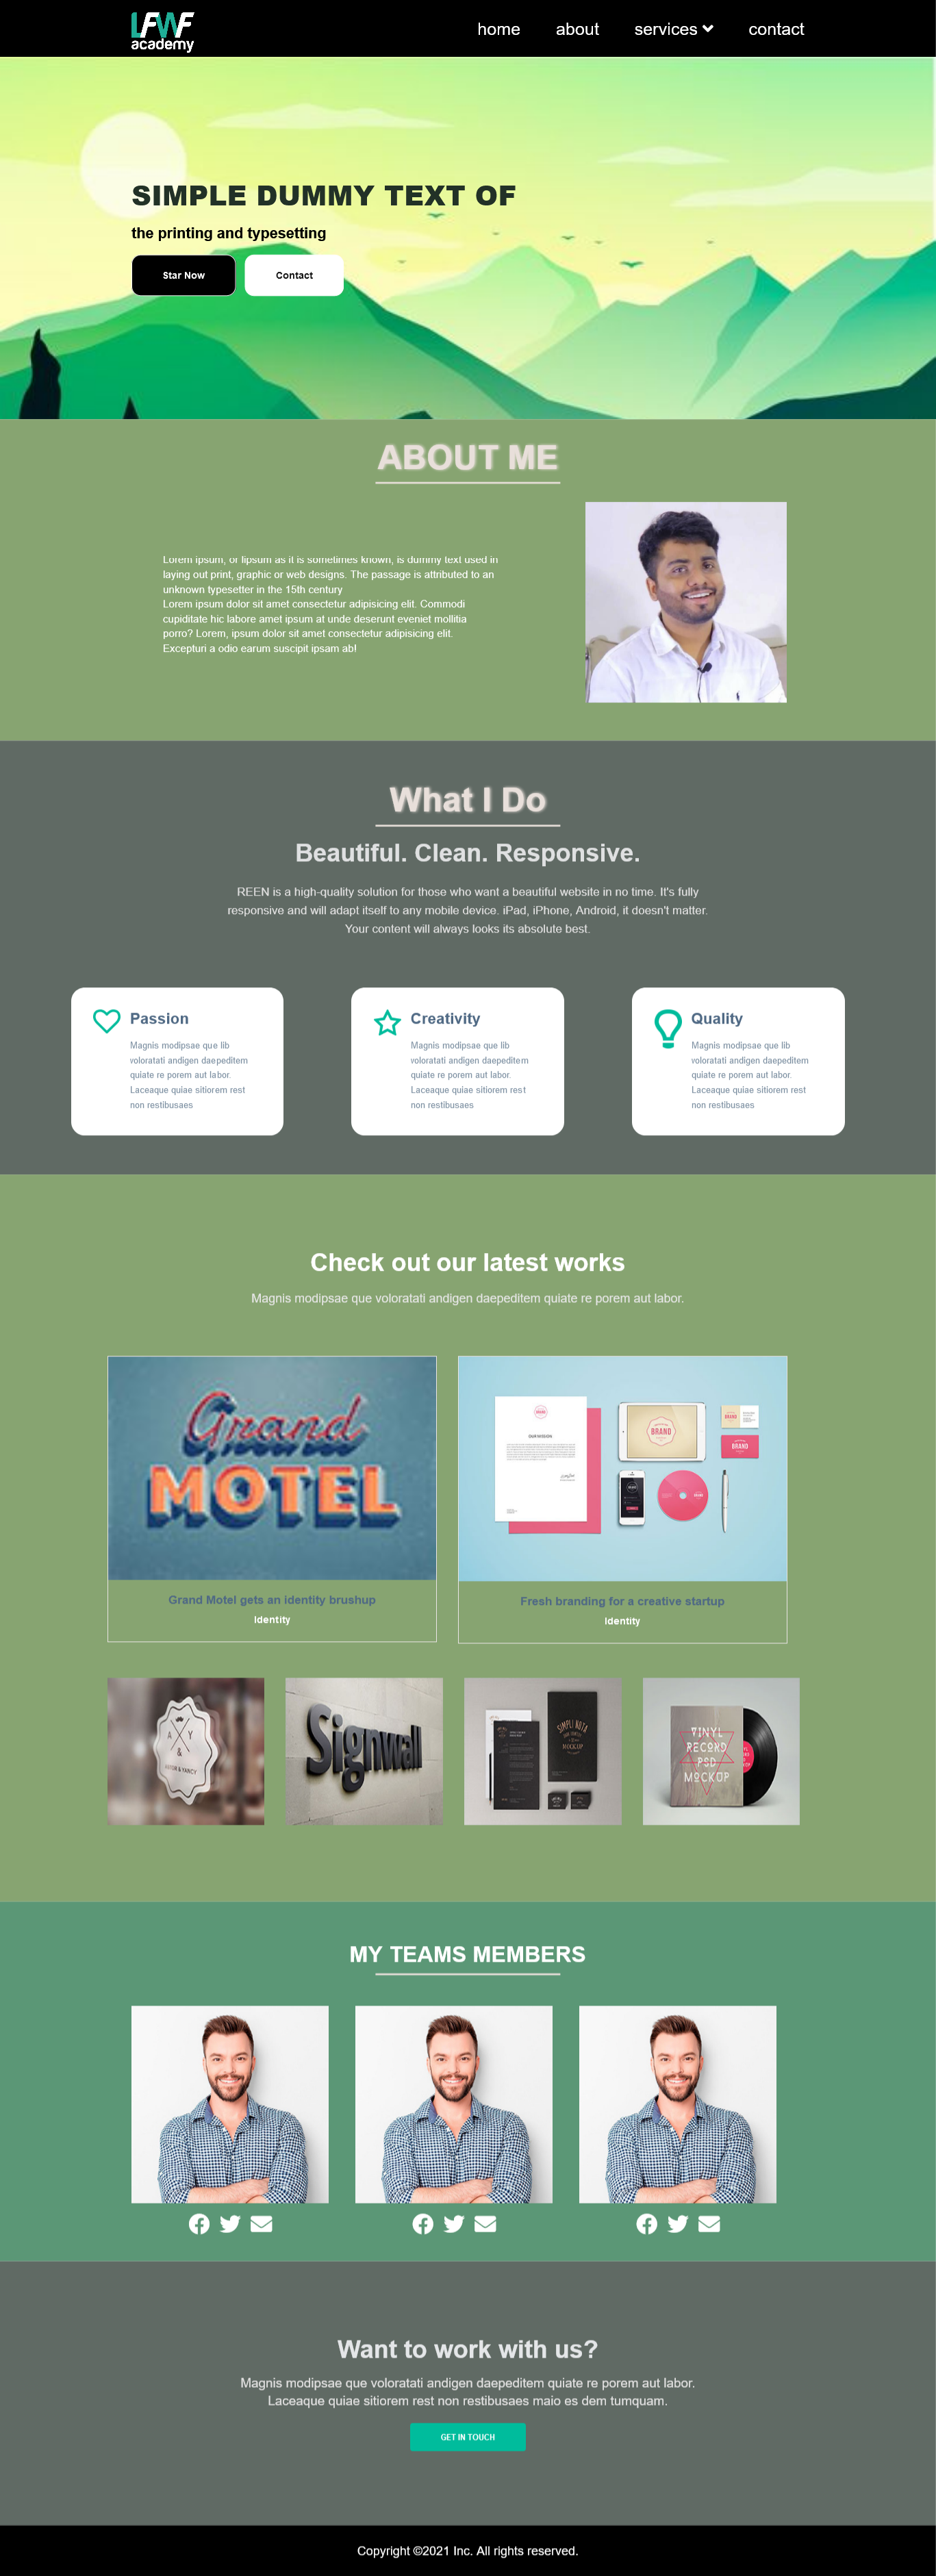 LFWF
academy
home
about
services
contact
SIMPLE DUMMY TEXT OF
the printing and typesetting
Star Now
Contact
ABOUT ME
Lorem ipsum, or lipsum as it is sometimes known, is dummy text used in
laying out print, graphic or web designs. The passage is attributed to an
unknown typesetter in the 15th century
Lorem ipsum dolor sit amet consectetur adipisicing elit. Commodi
cupiditate hic labore amet ipsum at unde deserunt eveniet mollitia
porro? Lorem, ipsum dolor sit amet consectetur adipisicing elit.
Excepturi a odio earum suscipit ipsam ab!
What I Do
Beautiful. Clean. Responsive.
REEN is a high-quality solution for those who want a beautiful website in no time. It's fully
responsive and will adapt itself to any mobile device. iPad, iPhone, Android, it doesn't matter.
Your content will always looks its absolute best.
Passion
Magnis modipsae que lib
voloratati andigen daepeditem
quiate re porem aut labor.
Laceaque quiae sitiorem rest
non restibusaes
Creativity
Magnis modipsae que lib
voloratati andigen daepeditem
quiate re porem aut labor.
Laceaque quiae sitiorem rest
non restibusaes
Quality
Magnis modipsae que lib
voloratati andigen daepeditem
quiate re porem aut labor.
Laceaque quiae sitiorem rest
non restibusaes
Check out our latest works
Magnis modipsae que voloratati andigen daepeditem quiate re porem aut labor.
Grand
MOTEL
OUR VISION
BRAND
BRAND
BRAND
Grand Motel gets an identity brushup
Identity
Fresh branding for a creative startup
Identity
A Y
&
& YANCY
Signwall
MOCKUP
VINYL
RECORD
PSD
MOCKUP
MY TEAMS MEMBERS
Want to work with us?
Magnis modipsae que voloratati andigen daepeditem quiate re porem aut labor.
Laceaque quiae sitiorem rest non restibusaes maio es dem tumquam.
GET IN TOUCH
Copyright ©2021 Inc. All rights reserved.